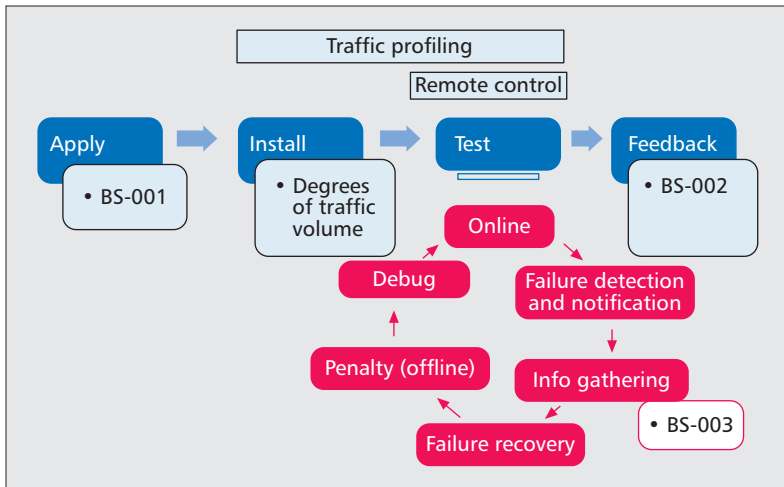 Traffic profiling
Remote control
Apply
Install
Test
Feedback
• BS-001
• Degrees
of traffic
volume
• BS-002
Online
Debug
Failure detection
and notification
Penalty (offline)
Info gathering
• BS-003
Failure recovery